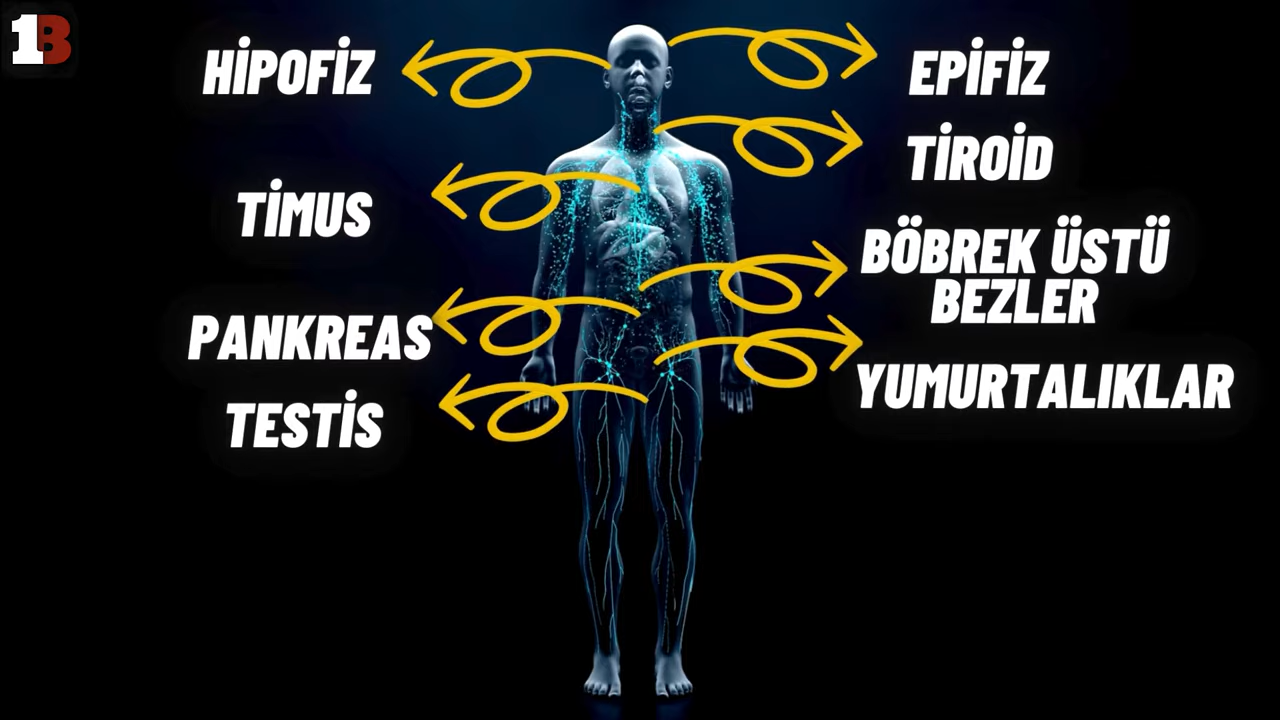 1B
HİPOFİZ
EPİFİZ
TİROİD
TİMUS
BÖBREK ÜSTÜ
BEZLER
PANKREAS
YUMURTALIKLAR
TESTİS